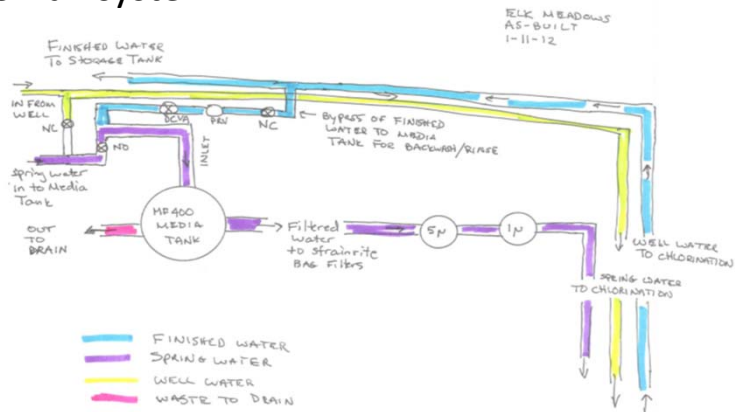 ELK MEADOWS
AS-BUILT
1-11-12
FINISHED WATER
TO STORAGE TANK
IN FROM
WELL
NC
DCVA
PRV
NC
BYPASS OF FINISHED
WATER TO MEDIA
TANK FOR BACKWASH/RINSE
NO
INLET
Spring water
in to Media
Tank
MF400
MEDIA
TANK
OUT
TO
DRAIN
Filtered
water
to strainrite
BAG Filters
5µ
1µ
WELL WATER
TO CHLORINATION
SPRING WATER
TO CHLORINATION
FINISHED WATER
SPRING WATER
WELL WATER
WASTE TO DRAIN